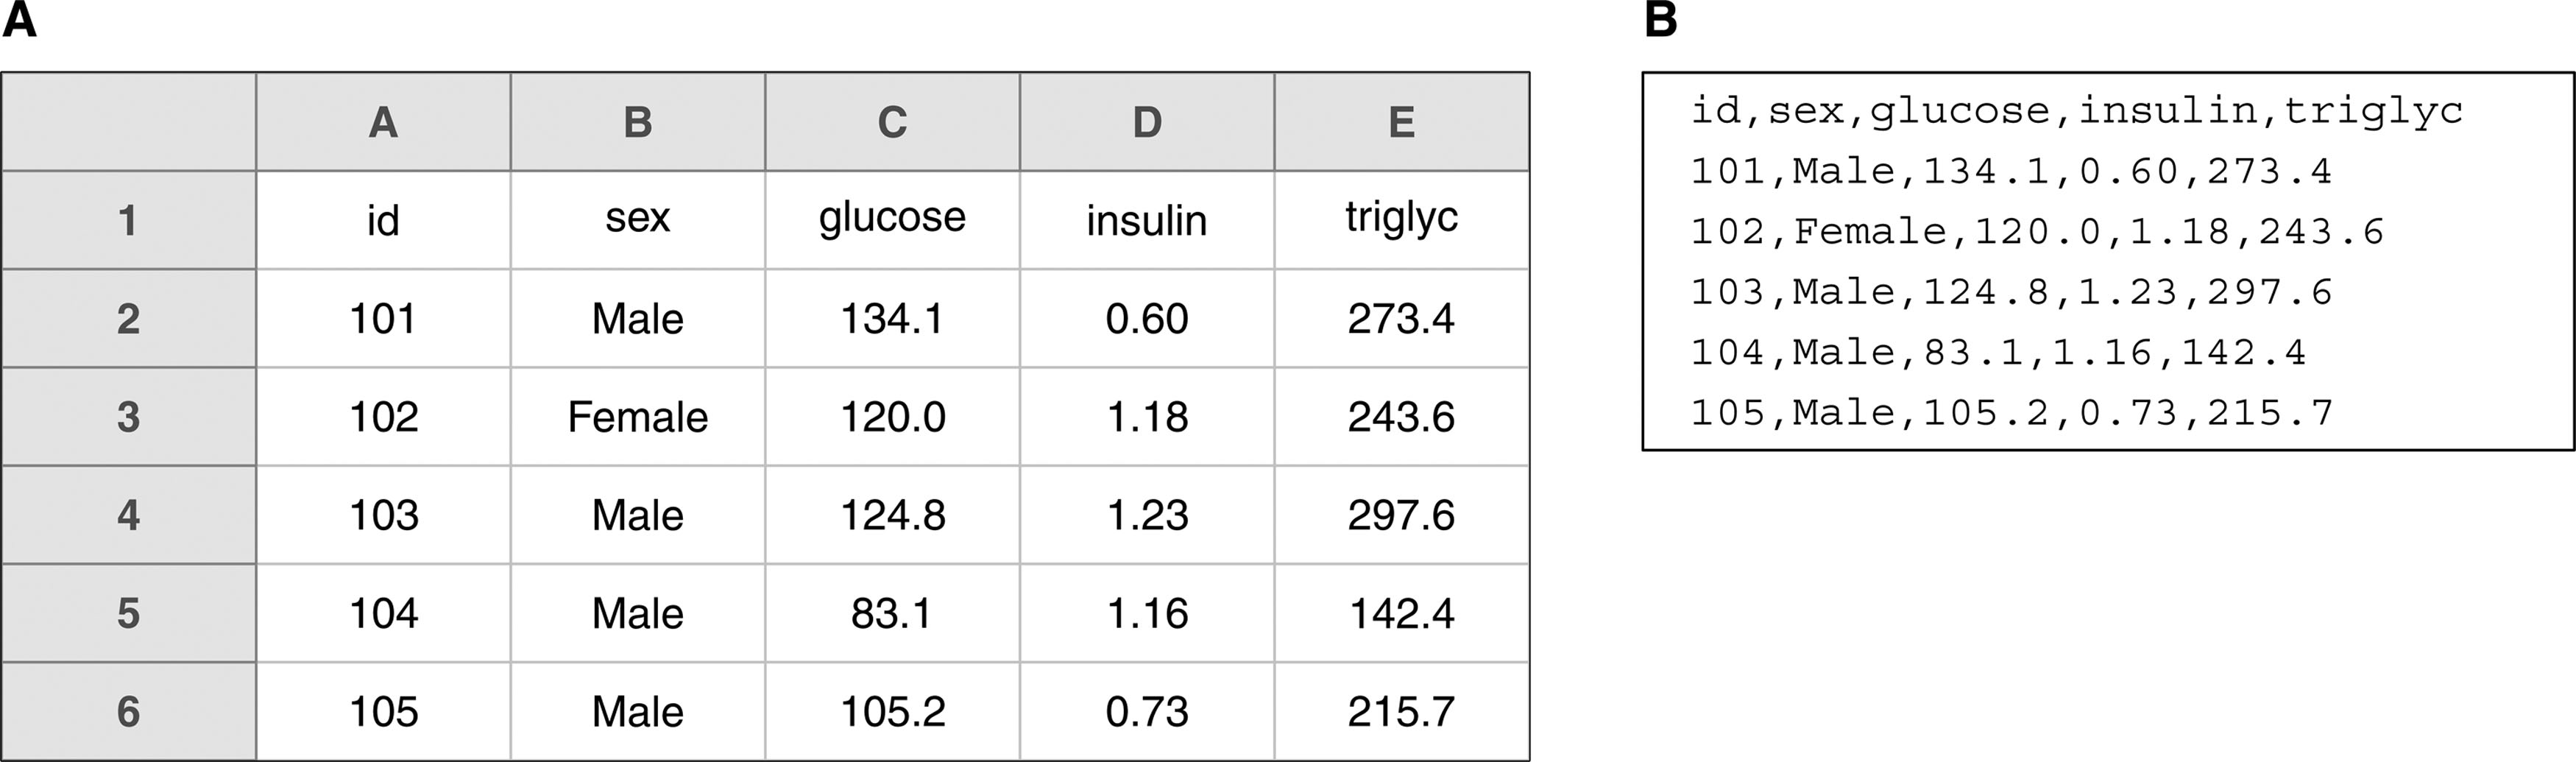 A
A B C D E
1 id sex glucose insulin triglyc
2 101 Male 134.1 0.60 273.4
3 102 Female 120.0 1.18 243.6
4 103 Male 124.8 1.23 297.6
5 104 Male 83.1 1.16 142.4
6 105 Male 105.2 0.73 215.7
B
id,sex,glucose,insulin,triglyc
101,Male,134.1,0.60,273.4
102,Female,120.0,1.18,243.6
103,Male,124.8,1.23,297.6
104,Male,83.1,1.16,142.4
105,Male,105.2,0.73,215.7